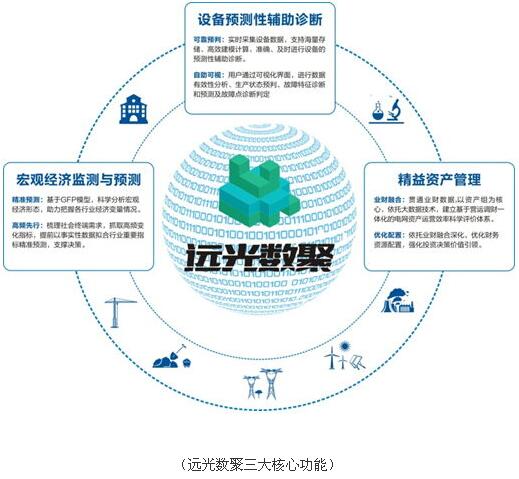 设备预测性辅助诊断
可靠预判：实时采集设备数据，支持海量存
储、高效建模计算、准确、及时进行设备的
预测性辅助诊断。
自助可视：用户通过可视化界面，进行数据
有效性分析、生产状态预判、故障特征诊断
和预测及故障点诊断判定
宏观经济监测与预测
精准预测：基于GFP模型，科学分析宏观
经济形态，助力把握各行业经济变量情况。
高频先行：梳理社会终端需求，抓取高频变
化指标，提前以事实性数据拟合行业重要指
标精准预测，支撑决策。
精益资产管理
业财融合：贯通业财数据,以资产组为核
心，依托大数据技术，建立基于营运调财一
体化的电网资产运营效率科学评价体系。
优化配置：依托业财融合深化，优化财务
资源配置，强化投资决策价值引领。
远光数聚
（远光数聚三大核心功能）